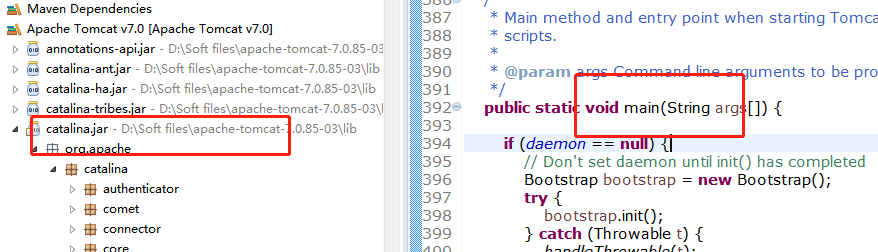 Maven Dependencies
Apache Tomcat v7.0 [Apache Tomcat v7.0]
annotations-api.jar - D:\Soft files\apache-tomcat-7.0.85-03\lib
catalina-ant.jar - D:\Soft files\apache-tomcat-7.0.85-03\lib
catalina-ha.jar - D:\Soft files\apache-tomcat-7.0.85-03\lib
catalina-tribes.jar - D:\Soft files\apache-tomcat-7.0.85-03\lib
catalina.jar - D:\Soft files\apache-tomcat-7.0.85-03\lib
org.apache
catalina
authenticator
comet
connector
core
386 /
387 * Main method and entry point when starting Tomca
388 * scripts.
389 *
390 * @param args Command line arguments to be pro
391 */
392 public static void main(String args[]) {
393
394 if (daemon == null) {
395 // Don't set daemon until init() has completed
396 Bootstrap bootstrap = new Bootstrap();
397 try {
398 bootstrap.init();
399 } catch (Throwable t) {
400 handleThrowable(t);